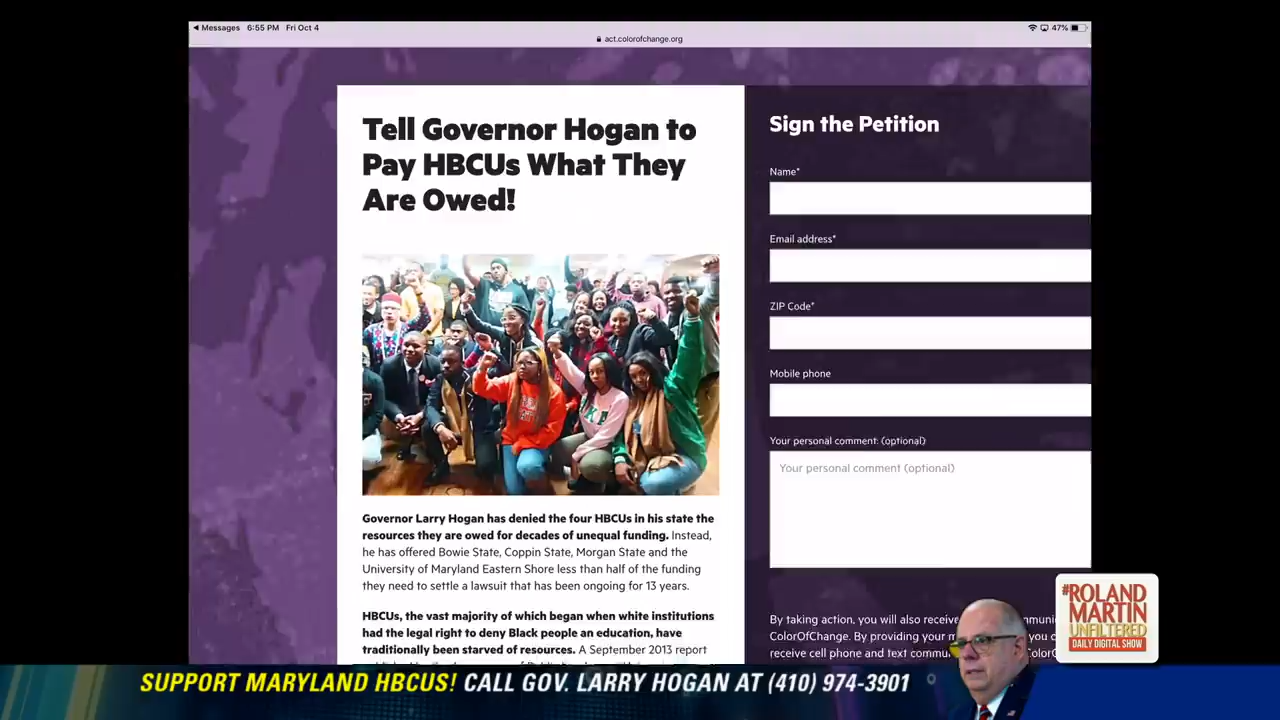 Messages 6:55 PM Fri Oct 4
47%
act.colorofchange.org
Tell Governor Hogan to
Pay HBCUs What They
Are Owed!
Governor Larry Hogan has denied the four HBCUs in his state the
resources they are owed for decades of unequal funding. Instead,
he has offered Bowie State, Coppin State, Morgan State and the
University of Maryland Eastern Shore less than half of the funding
they need to settle a lawsuit that has been ongoing for 13 years.
HBCUs, the vast majority of which began when white institutions
had the legal right to deny Black people an education, have
traditionally been starved of resources. A September 2013 report
Sign the Petition
Name*
Email address*
ZIP Code*
Mobile phone
Your personal comment: (optional)
Your personal comment (optional)
By taking action, you will also receive
ColorOfChange. By providing your
receive cell phone and text
#ROLAND
MARTIN
UNFILTERED
DAILY DIGITAL SHOW
SUPPORT MARYLAND HBCUS! CALL GOV. LARRY HOGAN AT (410) 974-3901